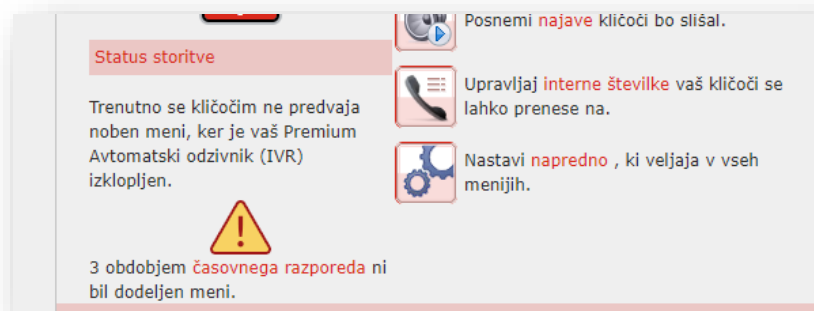 Status storitve
Trenutno se kličočim ne predvaja
noben meni, ker je vaš Premium
Avtomatski odzivnik (IVR)
izklopljen.
3 obdobjem časovnega razporeda ni
bil dodeljen meni.
Posnemi najave kličoči bo slišal.
Upravljaj interne številke vaš kličoči se
lahko prenese na.
Nastavi napredno , ki veljaja v vseh
menijih.